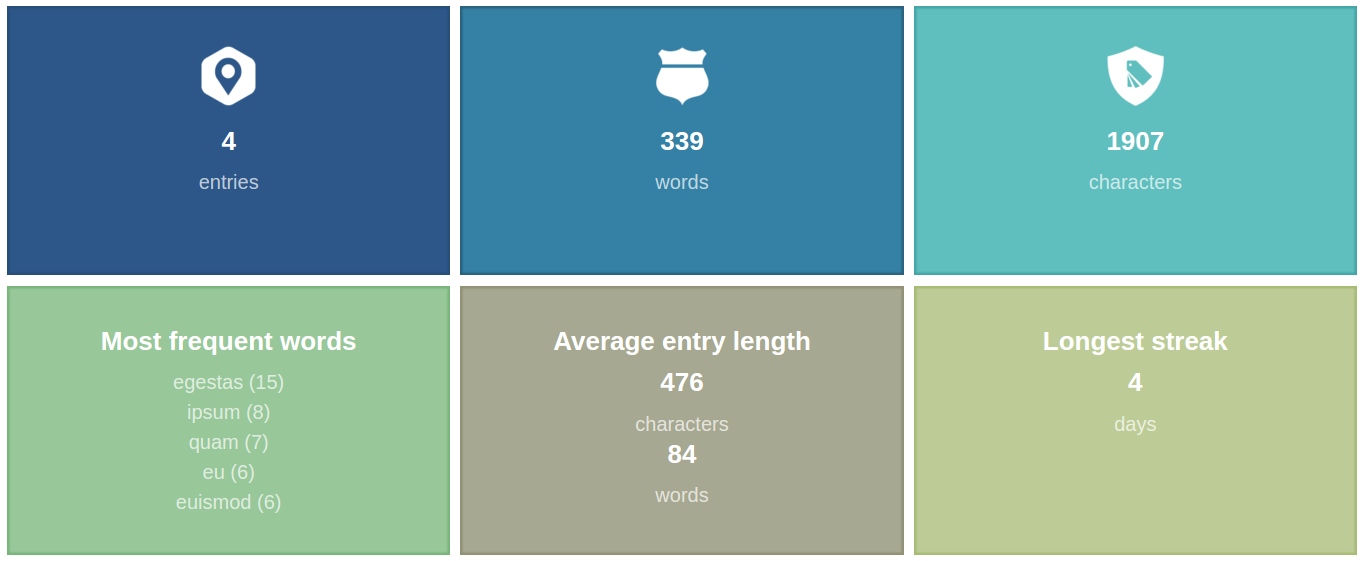 4
entries
339
words
1907
characters
Most frequent words
egestas (15)
ipsum (8)
quam (7)
eu (6)
euismod (6)
Average entry length
476
characters
84
words
Longest streak
4
days